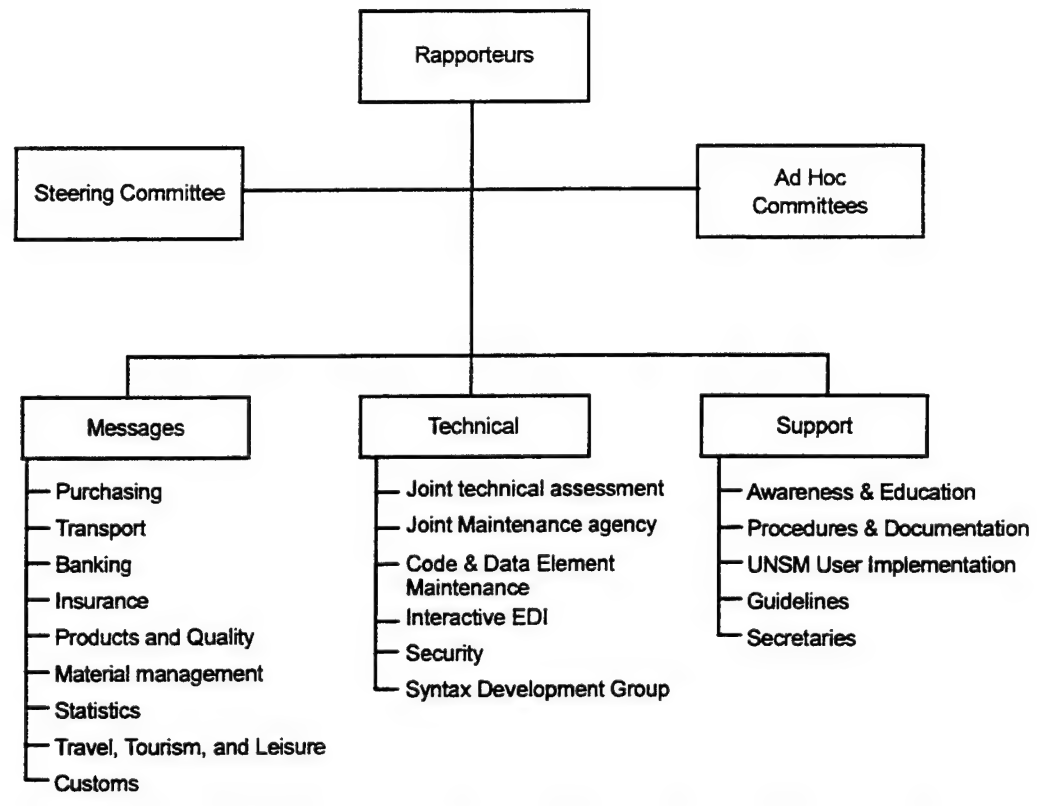 Rapporteurs
Steering Committee
Ad Hoc
Committees
Messages
Purchasing
Transport
Banking
Insurance
Products and Quality
Material management
Statistics
Travel, Tourism, and Leisure
Customs
Technical
Joint technical assessment
Joint Maintenance agency
Code & Data Element
Maintenance
Interactive EDI
Security
Syntax Development Group
Support
Awareness & Education
Procedures & Documentation
UNSM User Implementation
Guidelines
Secretaries